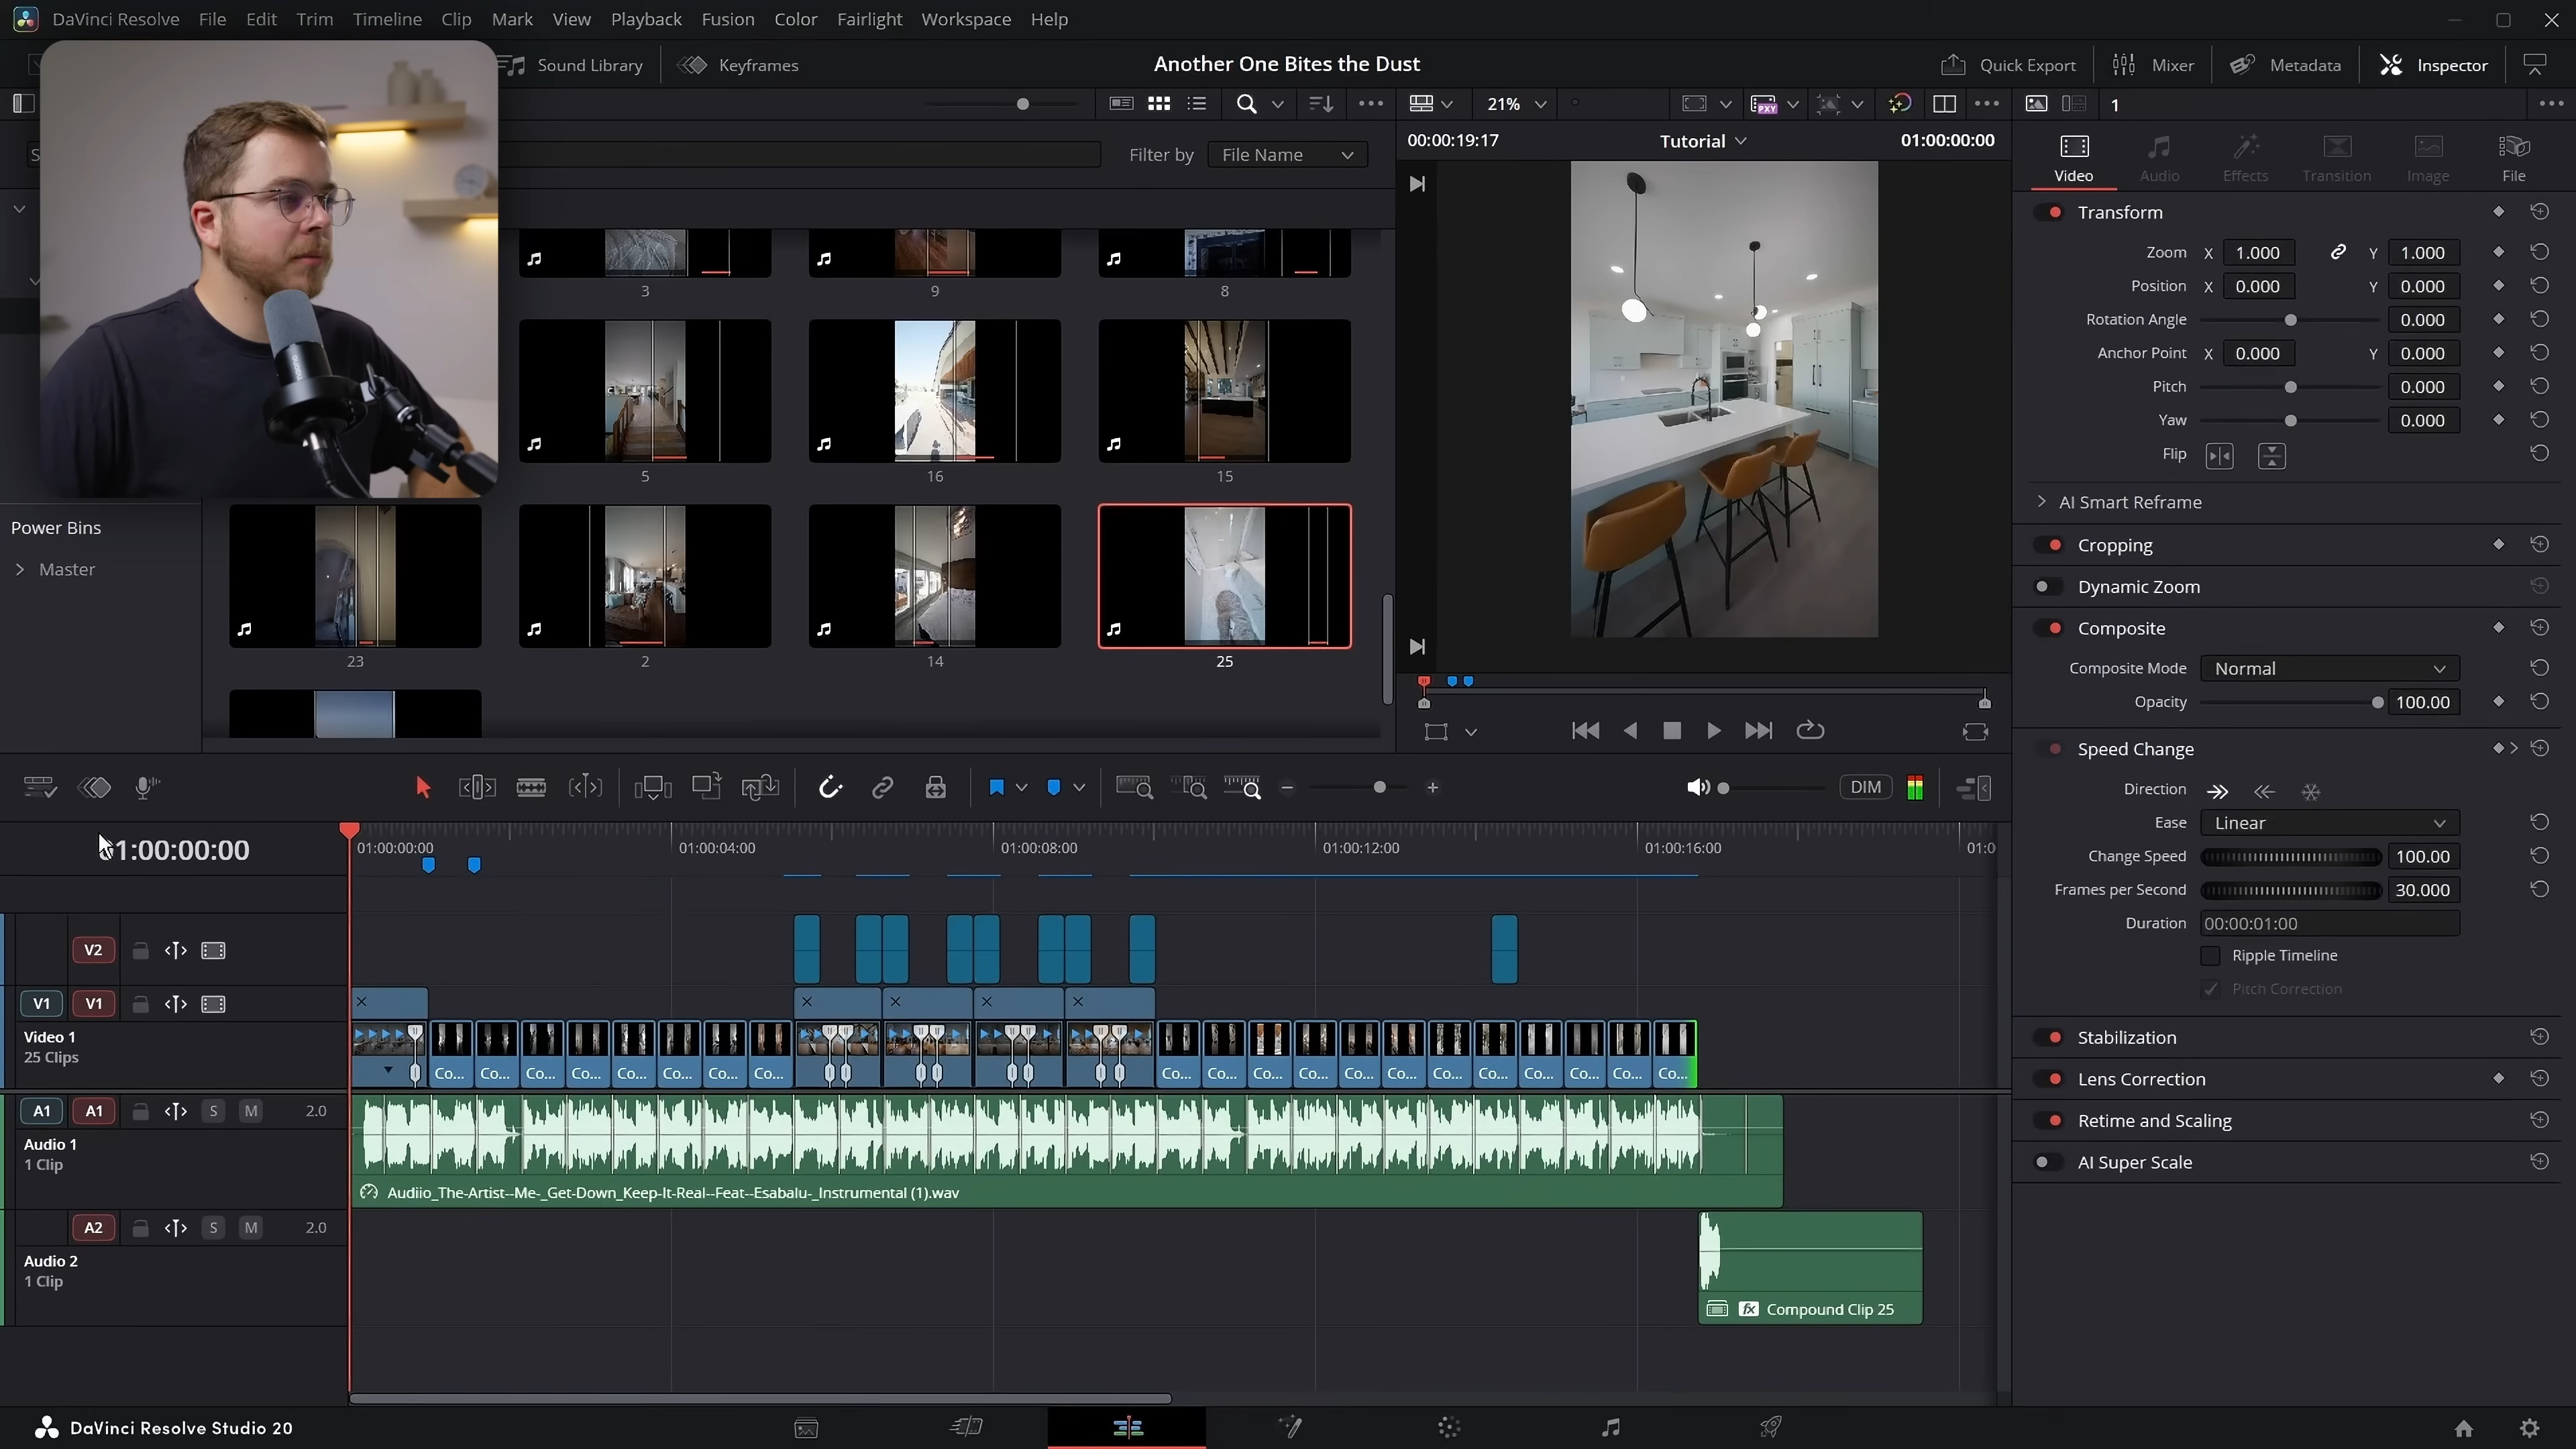 DaVinci Resolve File Edit Trim Timeline Clip Mark View Playback Fusion Color Fairlight Workspace Help
Sound Library Keyframes Another One Bites the Dust Quick Export Mixer Metadata Inspector
21% PXY 1
S Filter by File Name 00:00:19:17 Tutorial 01:00:00:00
Video Audio Effects Transition Image File
3 9 8
5 16 15
23 2 14 25
Power Bins
Master
Transform
Zoom X 1.000 Y 1.000
Position X 0.000 Y 0.000
Rotation Angle 0.000
Anchor Point X 0.000 Y 0.000
Pitch 0.000
Yaw 0.000
Flip
AI Smart Reframe
Cropping
Dynamic Zoom
Composite
Composite Mode Normal
Opacity 100.00
Speed Change
Direction
Ease Linear
Change Speed 100.00
Frames per Second 30.000
Duration 00:00:01:00
Ripple Timeline
Pitch Correction
Stabilization
Lens Correction
Retime and Scaling
AI Super Scale
DIM
01:00:00:00 01:00:00:00 01:00:04:00 01:00:08:00 01:00:12:00 01:00:16:00 01:0
V2
V1 V1
Video 1
25 Clips
Co... Co... Co... Co... Co... Co... Co... Co... Co... Co... Co... Co... Co... Co... Co... Co... Co... Co... Co... Co...
A1 A1 S M 2.0
Audio 1
1 Clip
Audiio_The-Artist--Me-_Get-Down_Keep-It-Real--Feat--Esabalu-_Instrumental (1).wav
A2 S M 2.0
Audio 2
1 Clip
fx Compound Clip 25
DaVinci Resolve Studio 20